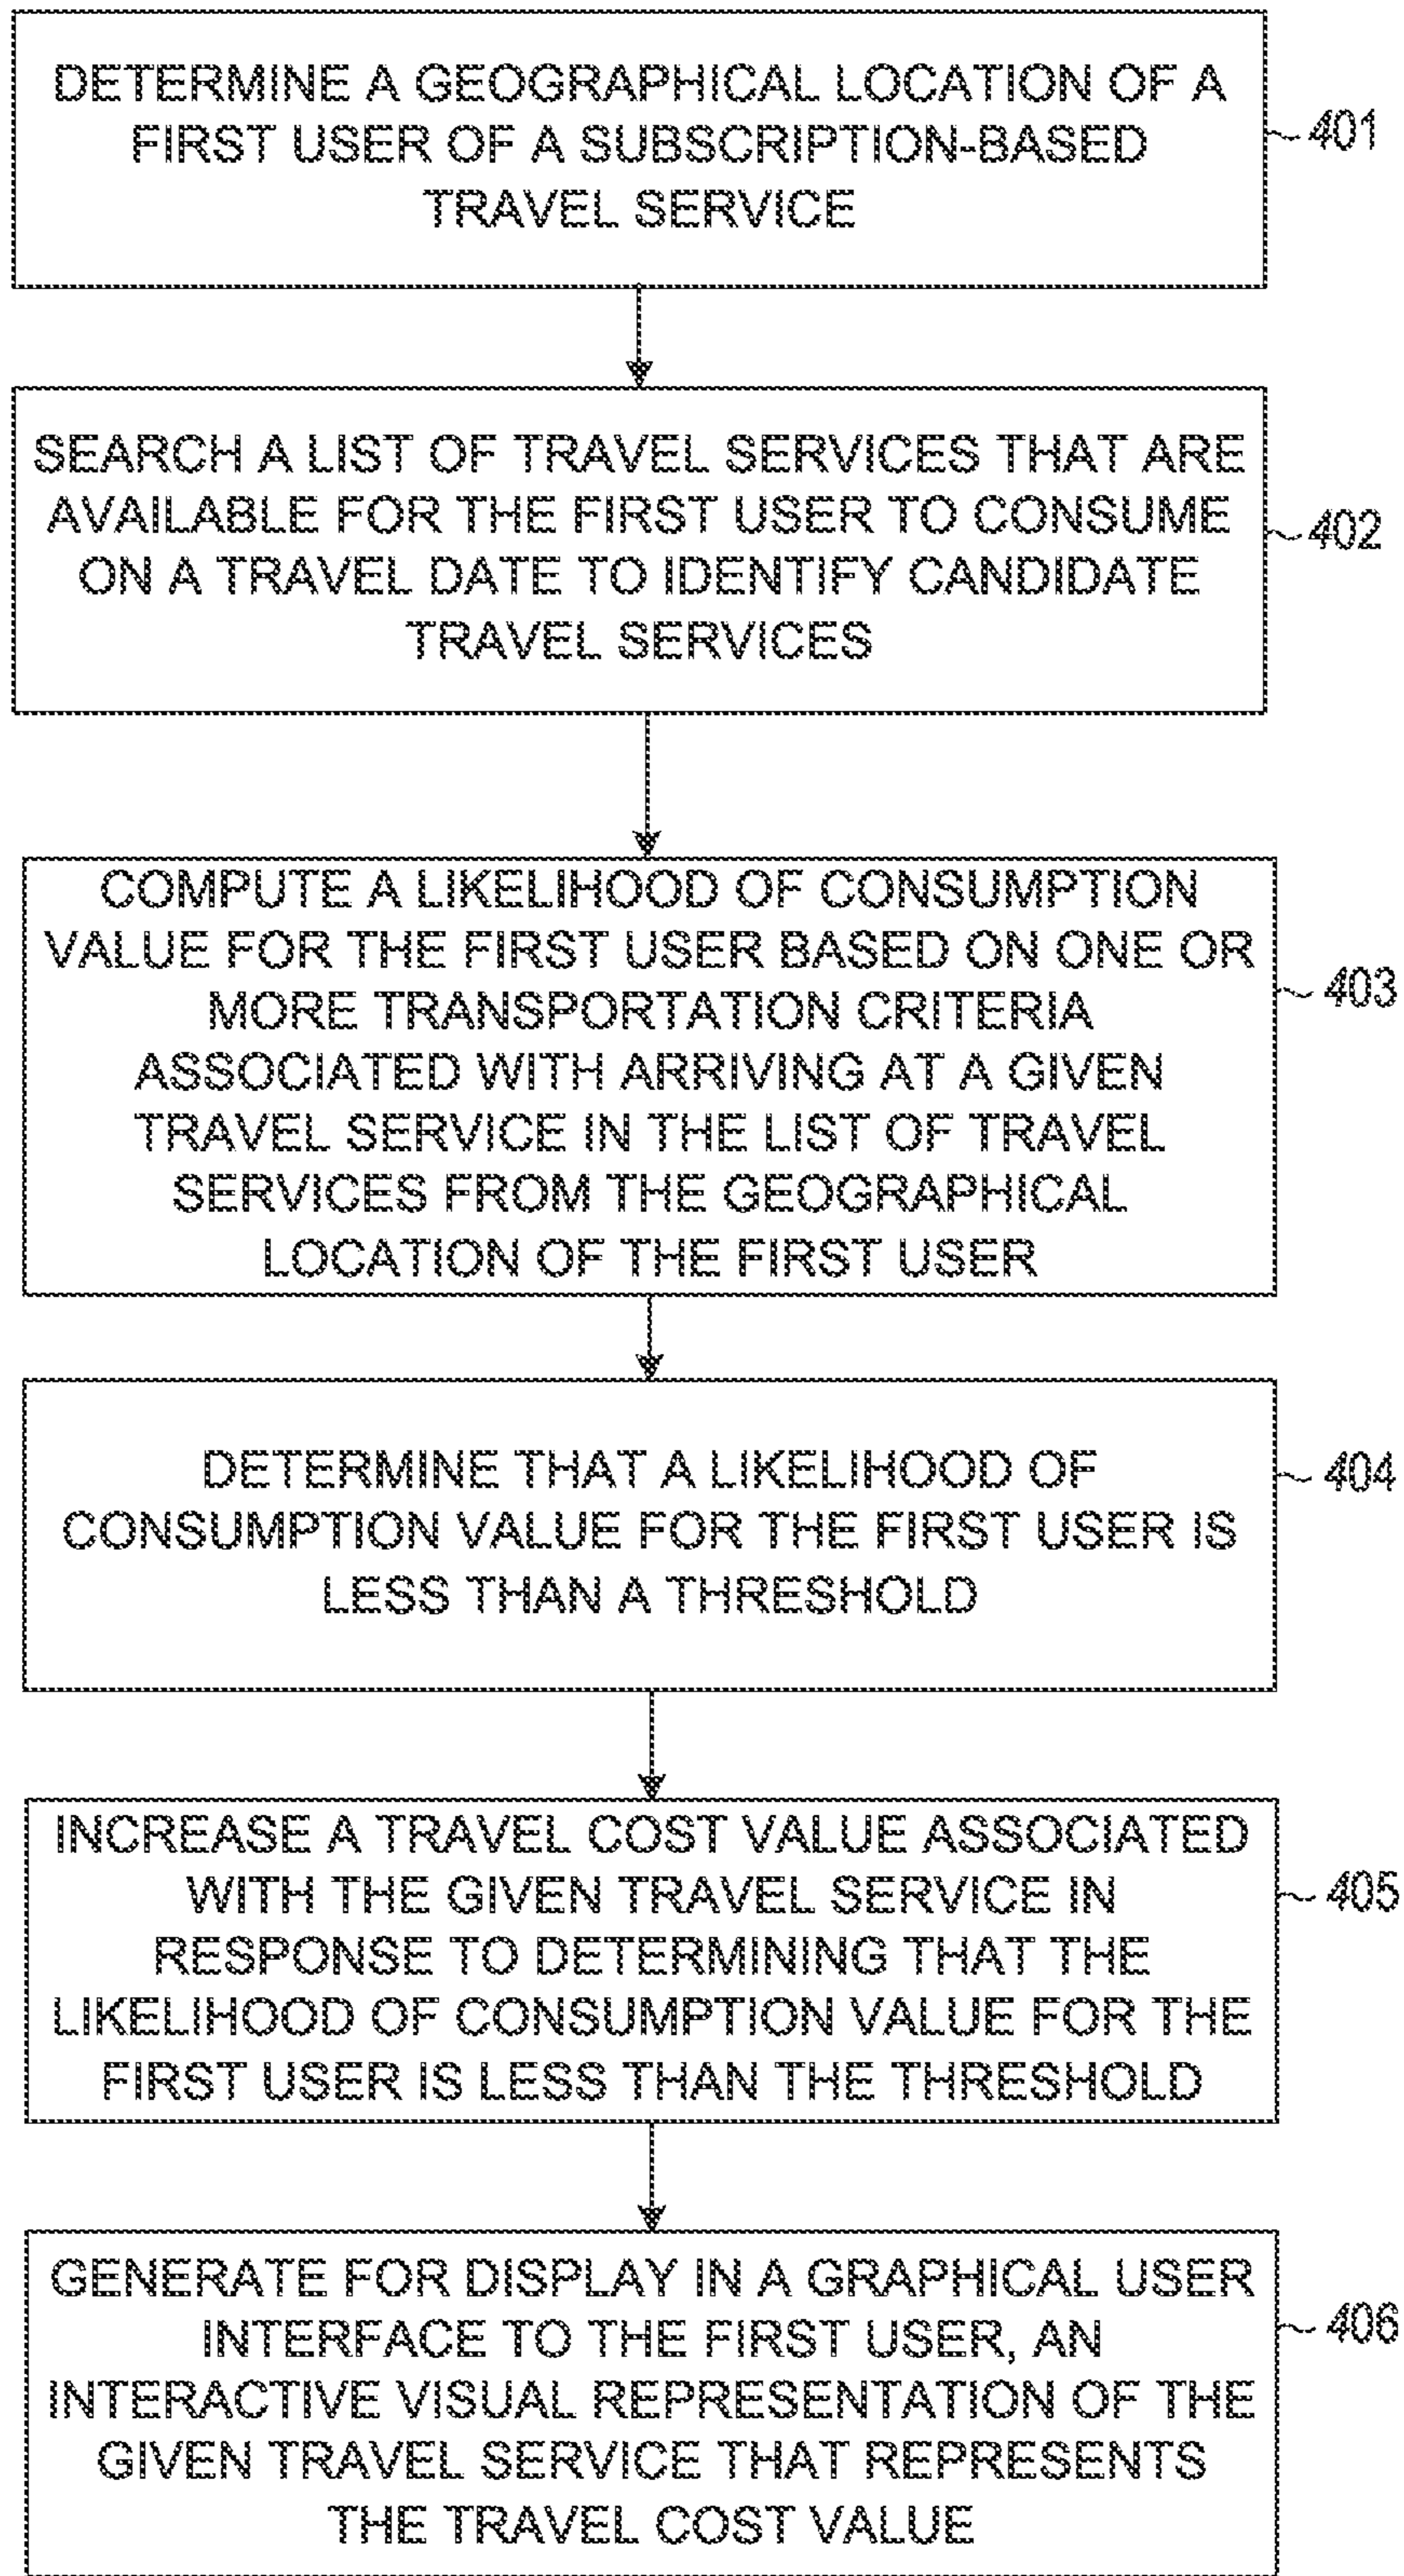 DETERMINE A GEOGRAPHICAL LOCATION OF A
FIRST USER OF A SUBSCRIPTION-BASED
TRAVEL SERVICE
401
SEARCH A LIST OF TRAVEL SERVICES THAT ARE
AVAILABLE FOR THE FIRST USER TO CONSUME
ON A TRAVEL DATE TO IDENTIFY CANDIDATE
TRAVEL SERVICES
402
COMPUTE A LIKELIHOOD OF CONSUMPTION
VALUE FOR THE FIRST USER BASED ON ONE OR
MORE TRANSPORTATION CRITERIA
ASSOCIATED WITH ARRIVING AT A GIVEN
TRAVEL SERVICE IN THE LIST OF TRAVEL
SERVICES FROM THE GEOGRAPHICAL
LOCATION OF THE FIRST USER
403
DETERMINE THAT A LIKELIHOOD OF
CONSUMPTION VALUE FOR THE FIRST USER IS
LESS THAN A THRESHOLD
404
INCREASE A TRAVEL COST VALUE ASSOCIATED
WITH THE GIVEN TRAVEL SERVICE IN
RESPONSE TO DETERMINING THAT THE
LIKELIHOOD OF CONSUMPTION VALUE FOR THE
FIRST USER IS LESS THAN THE THRESHOLD
405
GENERATE FOR DISPLAY IN A GRAPHICAL USER
INTERFACE TO THE FIRST USER, AN
INTERACTIVE VISUAL REPRESENTATION OF THE
GIVEN TRAVEL SERVICE THAT REPRESENTS
THE TRAVEL COST VALUE
406